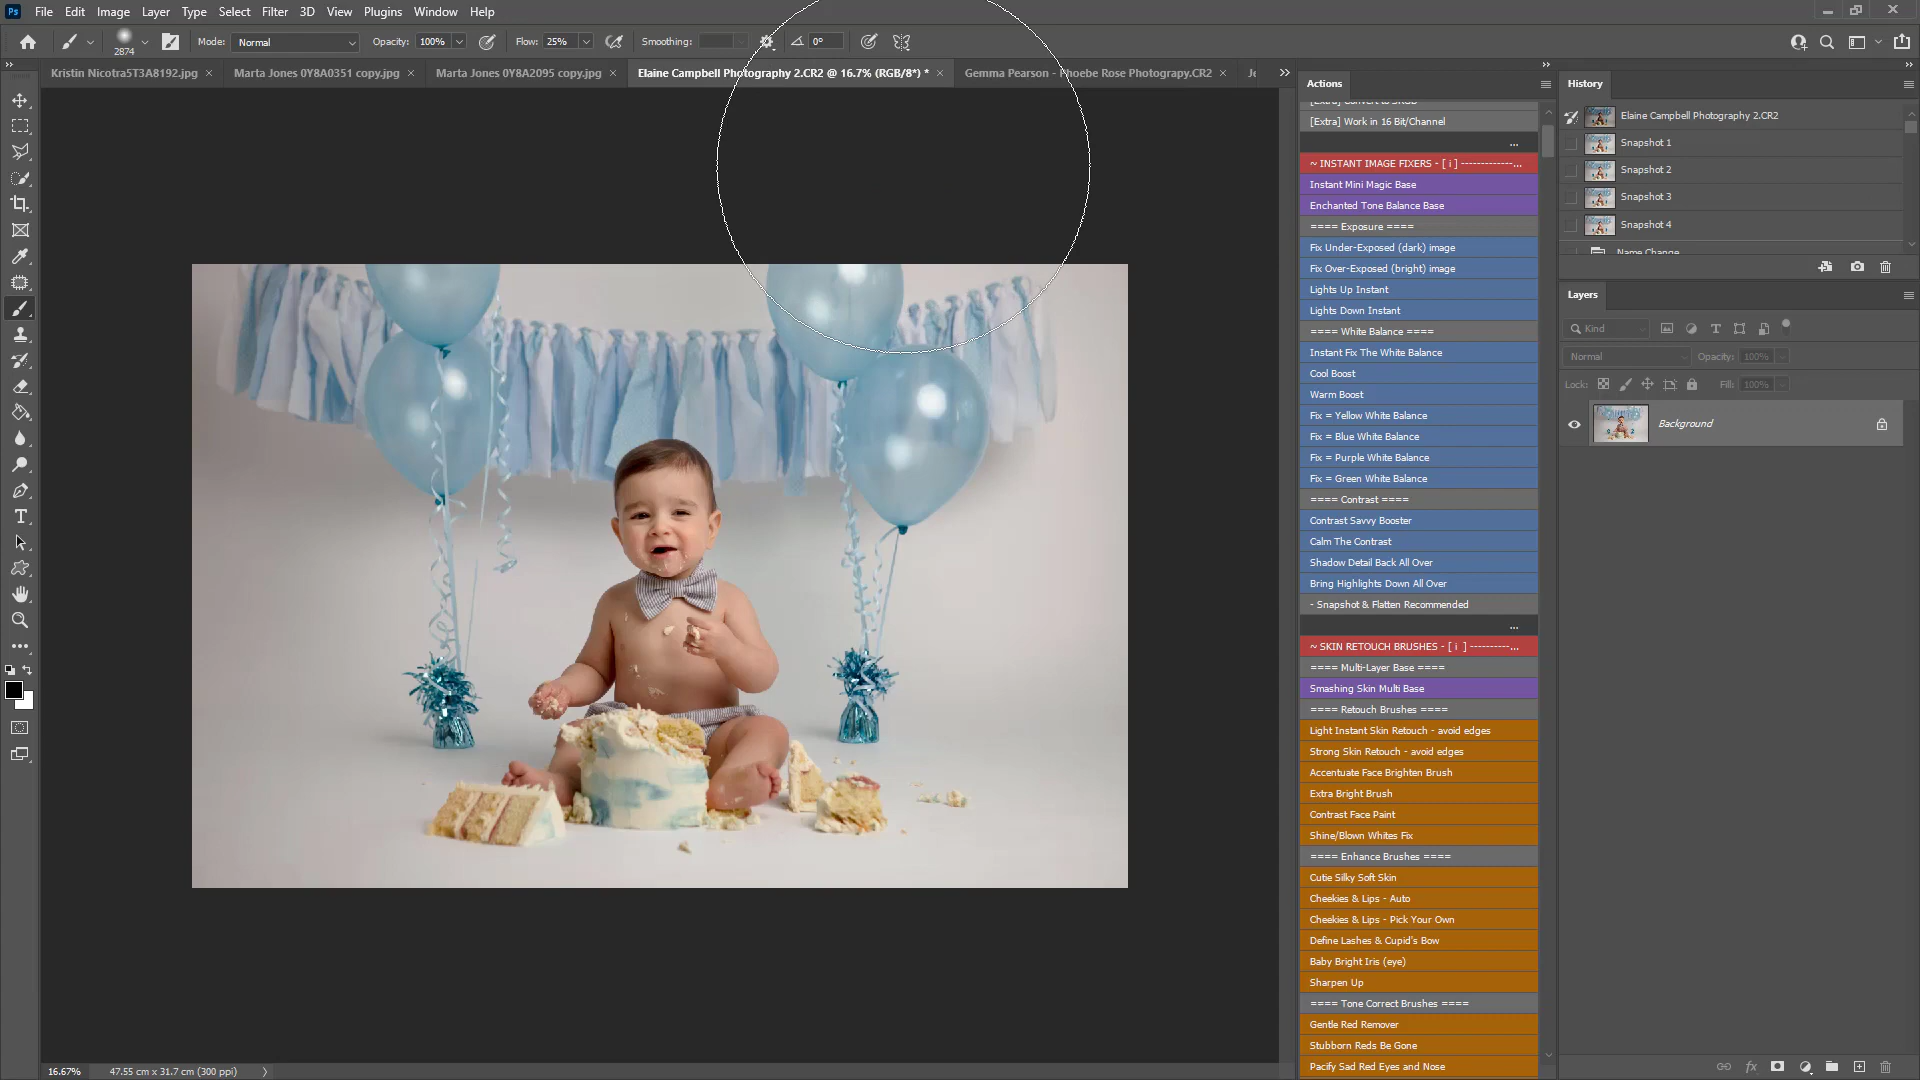 Ps File Edit Image Layer Type Select Filter 3D View Plugins Window Help
2874 Mode: Normal Opacity: 100% Flow: 25% Smoothing: 0°
Kristin Nicotra5T3A8192.jpg × Marta Jones 0Y8A0351 copy.jpg × Marta Jones 0Y8A2095 copy.jpg × Elaine Campbell Photography 2.CR2 @ 16.7% (RGB/8*) * × Gemma Pearson - Phoebe Rose Photograpy.CR2 ×
Actions
[Extra] Convert to SRGB
[Extra] Work in 16 Bit/Channel
...
~ INSTANT IMAGE FIXERS - [ i ] -------------...
Instant Mini Magic Base
Enchanted Tone Balance Base
==== Exposure ====
Fix Under-Exposed (dark) image
Fix Over-Exposed (bright) image
Lights Up Instant
Lights Down Instant
==== White Balance ====
Instant Fix The White Balance
Cool Boost
Warm Boost
Fix = Yellow White Balance
Fix = Blue White Balance
Fix = Purple White Balance
Fix = Green White Balance
==== Contrast ====
Contrast Savvy Booster
Calm The Contrast
Shadow Detail Back All Over
Bring Highlights Down All Over
- Snapshot & Flatten Recommended
...
~ SKIN RETOUCH BRUSHES - [ i ] ----------...
==== Multi-Layer Base ====
Smashing Skin Multi Base
==== Retouch Brushes ====
Light Instant Skin Retouch - avoid edges
Strong Skin Retouch - avoid edges
Accentuate Face Brighten Brush
Extra Bright Brush
Contrast Face Paint
Shine/Blown Whites Fix
==== Enhance Brushes ====
Cutie Silky Soft Skin
Cheekies & Lips - Auto
Cheekies & Lips - Pick Your Own
Define Lashes & Cupid's Bow
Baby Bright Iris (eye)
Sharpen Up
==== Tone Correct Brushes ====
Gentle Red Remover
Stubborn Reds Be Gone
Pacify Sad Red Eyes and Nose
History
Elaine Campbell Photography 2.CR2
Snapshot 1
Snapshot 2
Snapshot 3
Snapshot 4
Name Change
Layers
Kind
Normal Opacity: 100%
Lock: Fill: 100%
Background
16.67% 47.55 cm x 31.7 cm (300 ppi)